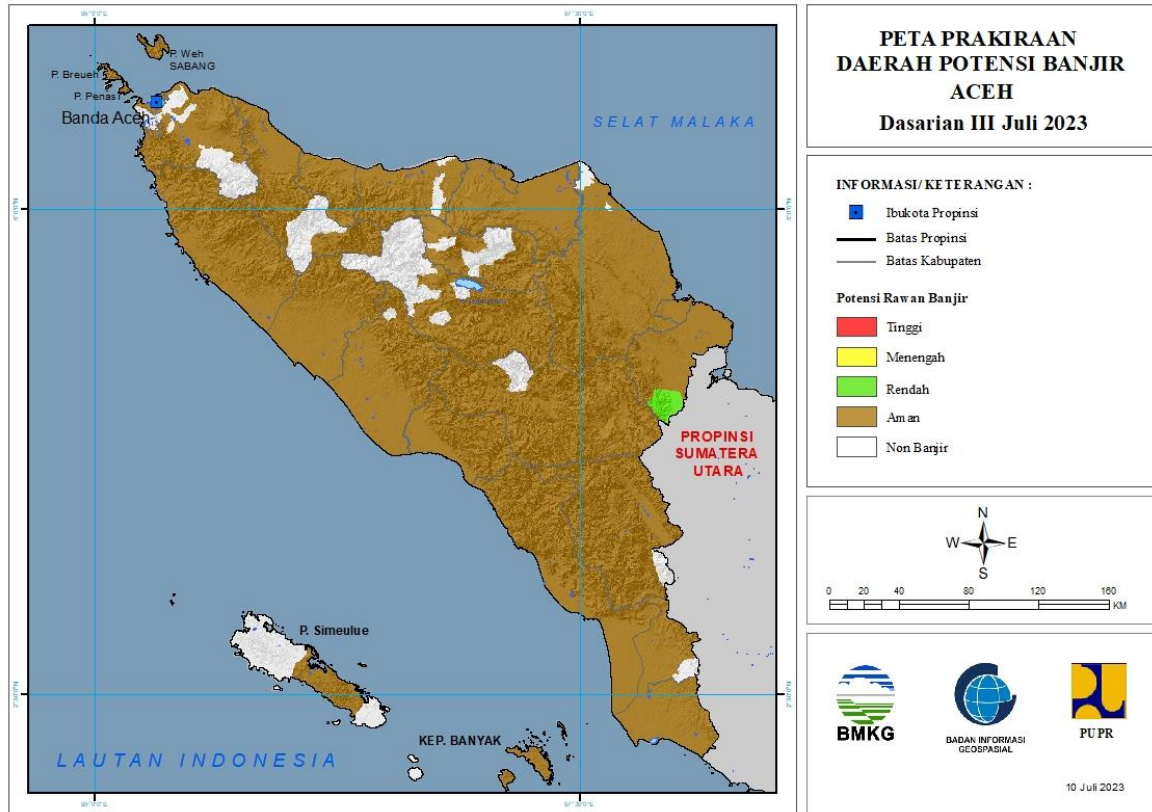 PETA PRAKIRAAN
DAERAH POTENSI BANJIR
ACEH
Dasarian III Juli 2023
INFORMASI/ KETERANGAN :
Ibukota Propinsi
Batas Propinsi
Batas Kabupaten
Potensi Rawan Banjir
Tinggi
Menengah
Rendah
Aman
Non Banjir
N
W E
S
0 20 40 80 120 160
KM
BMKG
BADAN INFORMASI
GEOSPASIAL
PUPR
10 Juli 2023
P. Weh
SABANG
P. Breueh
P. Penasi
Banda Aceh
SELAT MALAKA
PROPINSI
SUMATERA
UTARA
P. Simeulue
KEP. BANYAK
LAUTAN INDONESIA